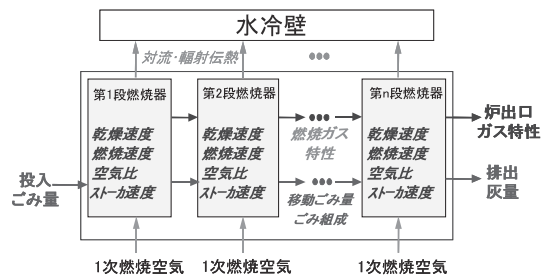 水冷壁
対流・輻射伝熱
●●●
第1段燃焼器
乾燥速度
燃焼速度
空気比
ストーカ速度
第2段燃焼器
乾燥速度
燃焼速度
空気比
ストーカ速度
●●●
燃焼ガス
特性
●●●
移動ごみ量
ごみ組成
第n段燃焼器
乾燥速度
燃焼速度
空気比
ストーカ速度
投入
ごみ量
炉出口
ガス特性
排出
灰量
1次燃焼空気
1次燃焼空気
1次燃焼空気